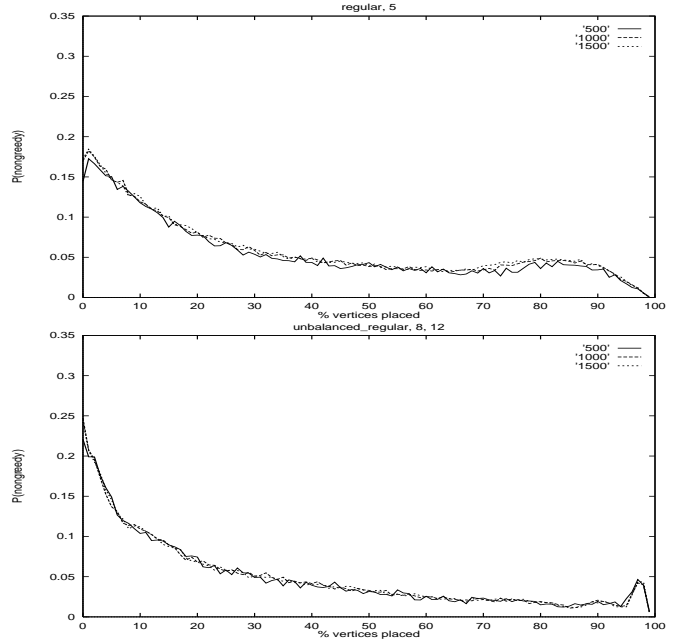 regular, 5
0.35
'500'
'1000'
'1500'
0.3
0.25
0.2
P(nongreedy)
0.15
0.1
0.05
0
0 10 20 30 40 50 60 70 80 90 100
% vertices placed
unbalanced_regular, 8, 12
0.35
'500'
'1000'
'1500'
0.3
0.25
0.2
P(nongreedy)
0.15
0.1
0.05
0
0 10 20 30 40 50 60 70 80 90 100
% vertices placed